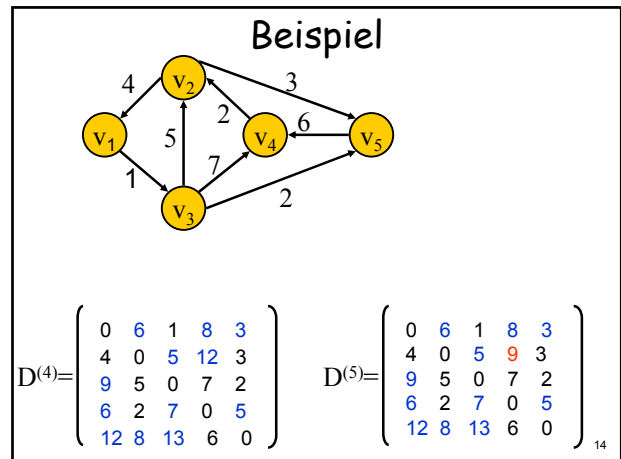 Beispiel
4
v2
3
2
6
v1
5
v4
v5
7
1
2
v3
D(4)=
0 6 1 8 3
4 0 5 12 3
9 5 0 7 2
6 2 7 0 5
12 8 13 6 0
D(5)=
0 6 1 8 3
4 0 5 9 3
9 5 0 7 2
6 2 7 0 5
12 8 13 6 0
14